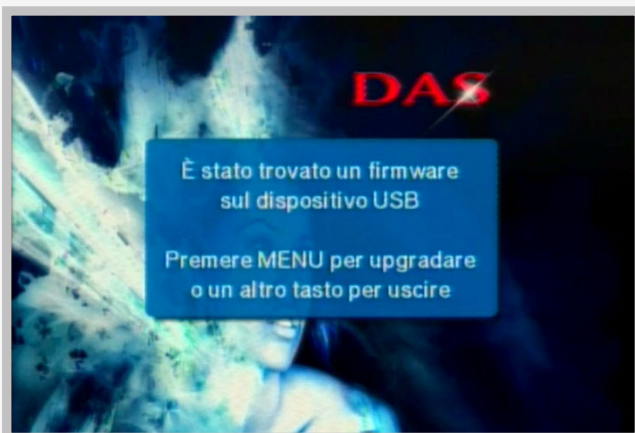 DAS
È stato trovato un firmware
sul dispositivo USB
Premere MENU per upgradare
o un altro tasto per uscire